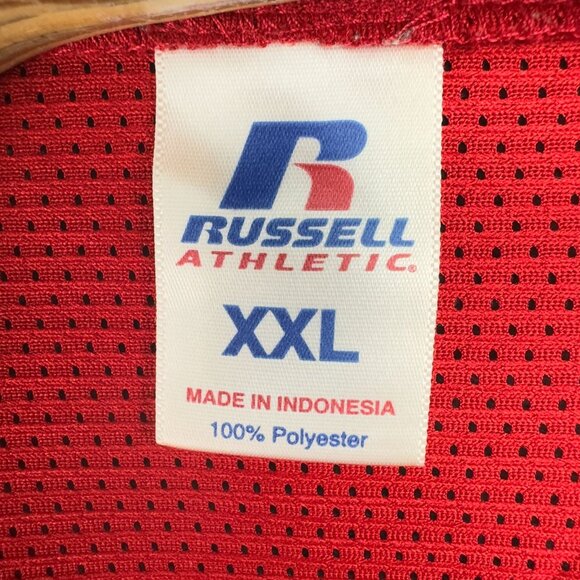 RUSSELL
ATHLETIC
XXL
MADE IN INDONESIA
100% Polyester